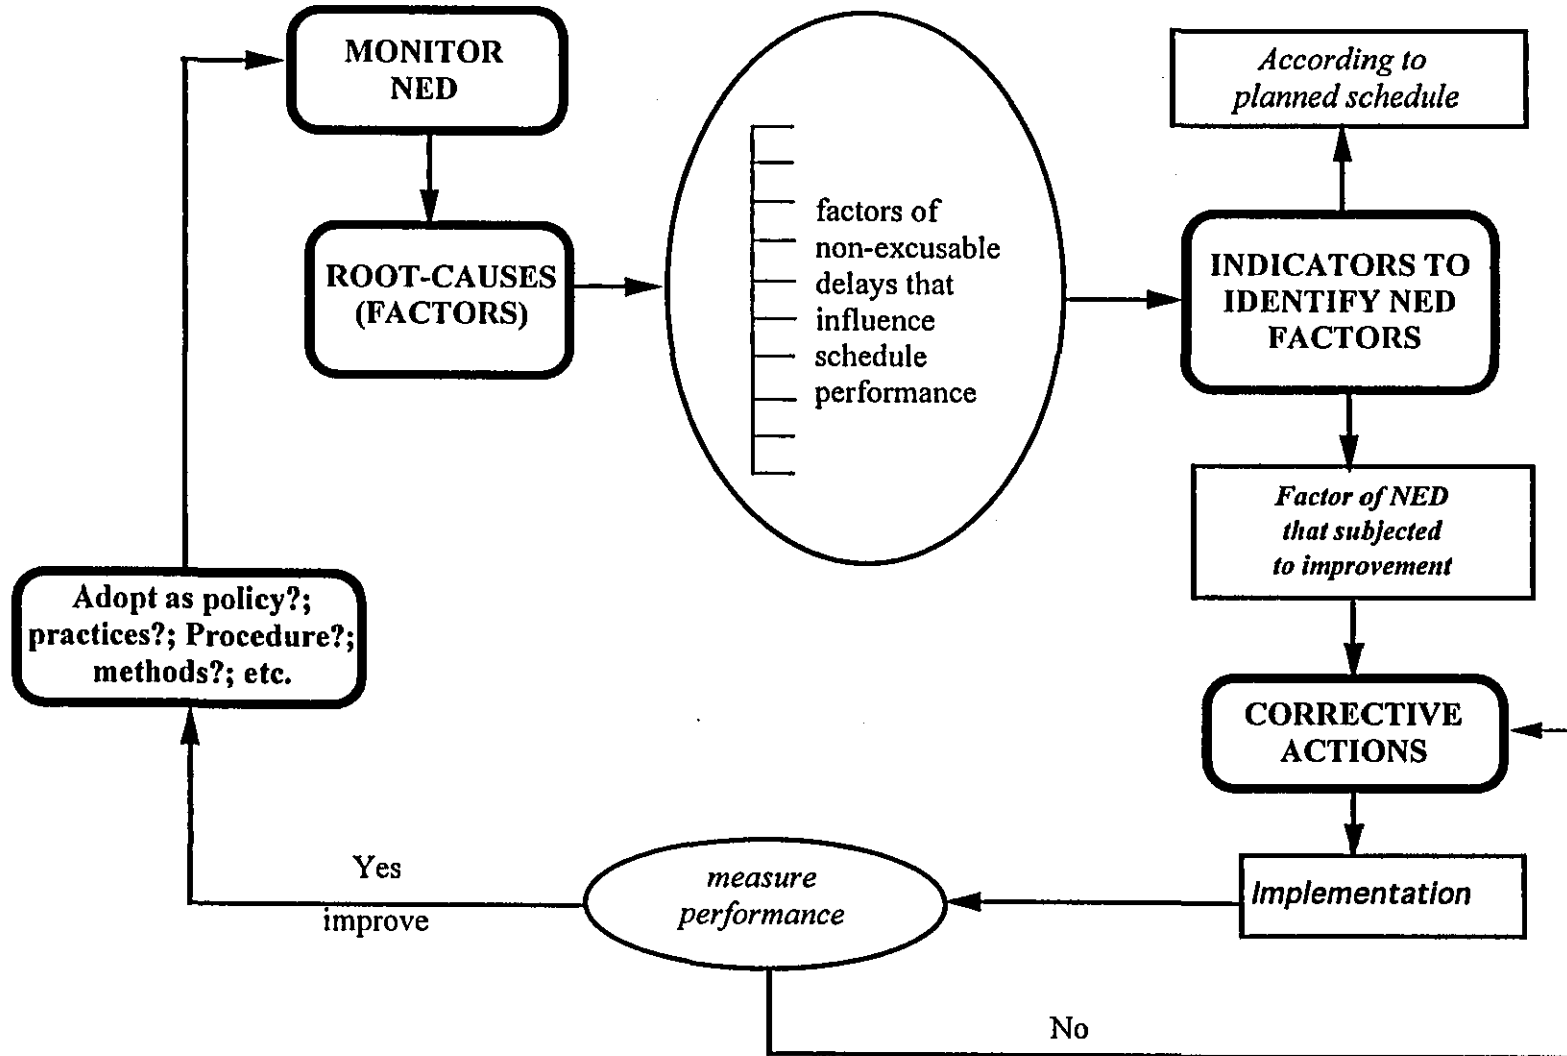 MONITOR
NED
ROOT-CAUSES
(FACTORS)
factors of
non-excusable
delays that
influence
schedule
performance
According to
planned schedule
INDICATORS TO
IDENTIFY NED
FACTORS
Factor of NED
that subjected
to improvement
CORRECTIVE
ACTIONS
Implementation
measure
performance
Yes
improve
No
Adopt as policy?;
practices?; Procedure?;
methods?; etc.